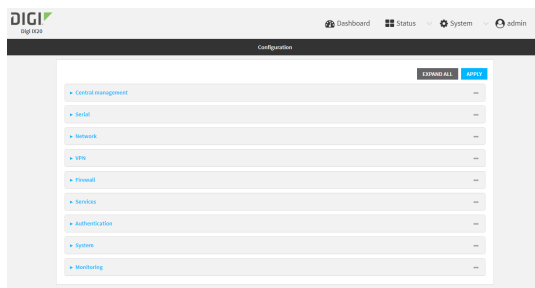 DIGI
Digi IX20
Dashboard
Status
System
admin
Configuration
EXPAND ALL
APPLY
Central management
Serial
Network
VPN
Firewall
Services
Authentication
System
Monitoring